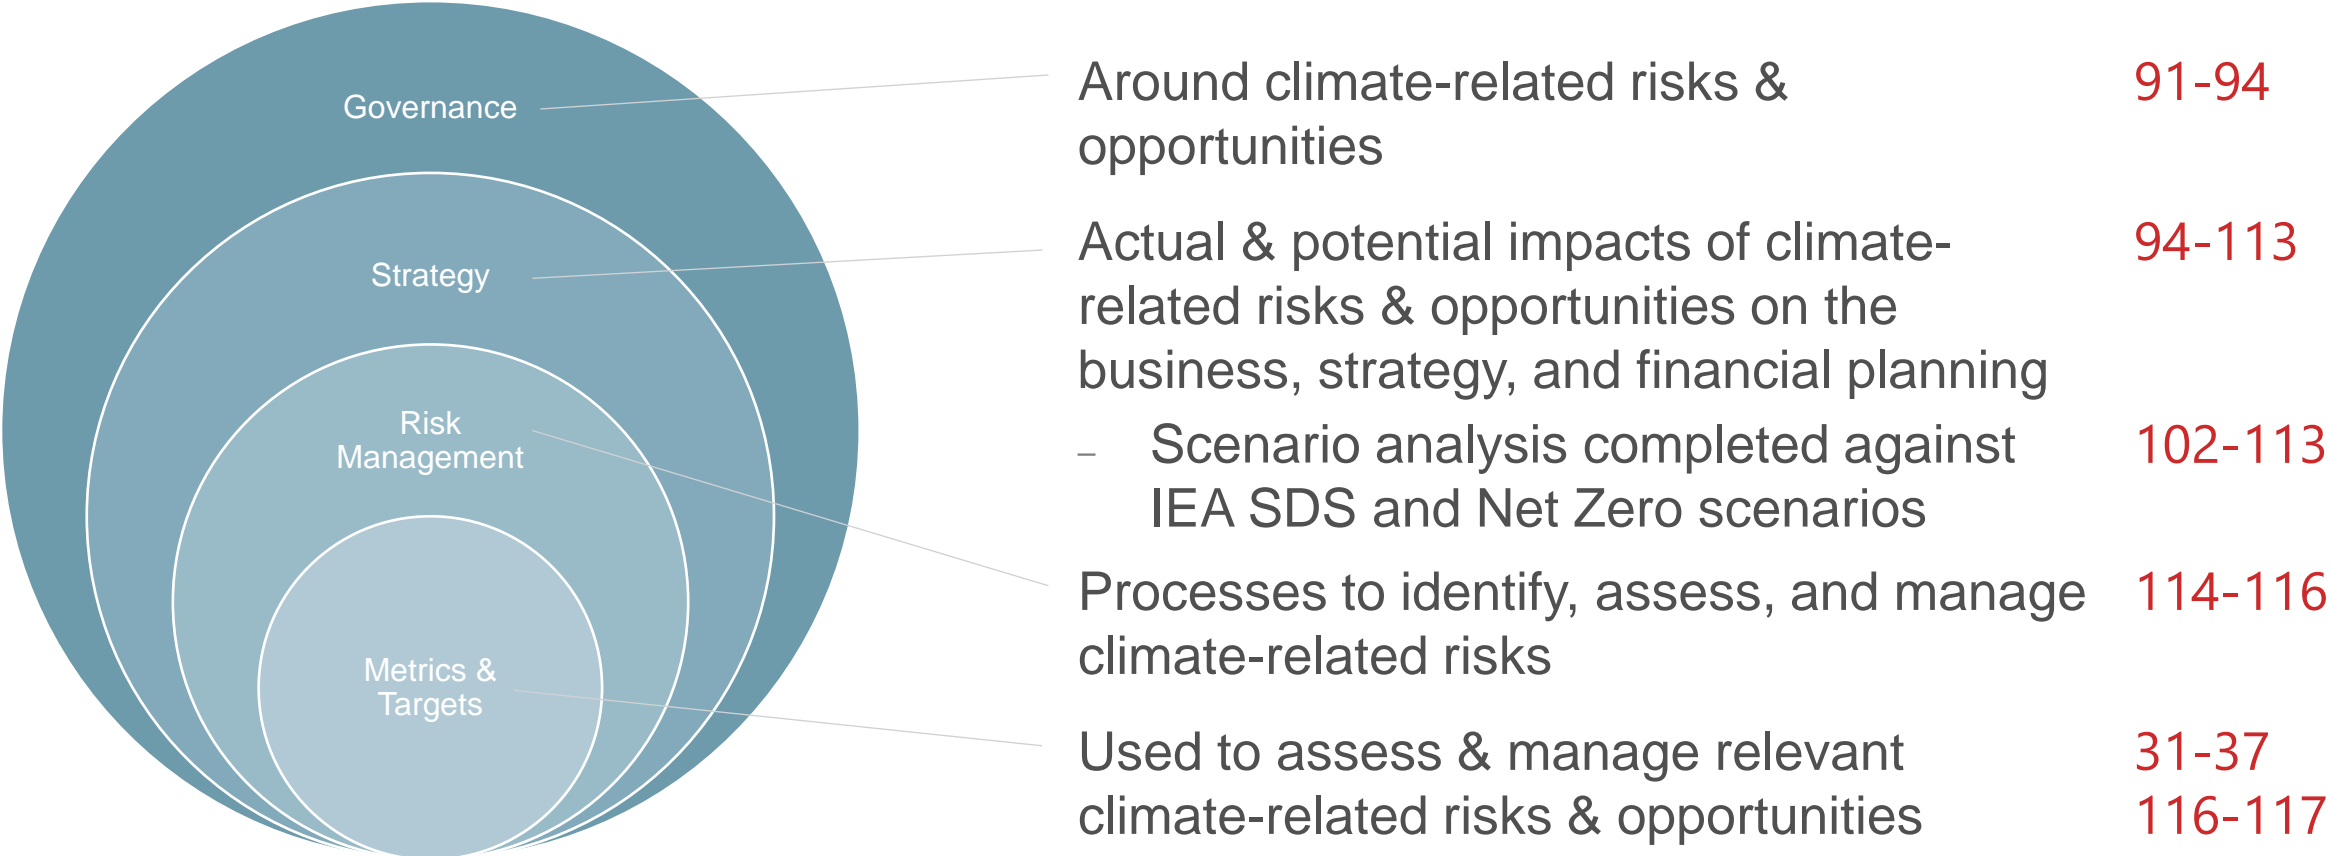 Governance
Around climate-related risks &
opportunities
91-94
Strategy
Actual & potential impacts of climate-
related risks & opportunities on the
business, strategy, and financial planning
94-113
– Scenario analysis completed against
IEA SDS and Net Zero scenarios
102-113
Risk
Management
Processes to identify, assess, and manage
climate-related risks
114-116
Metrics &
Targets
Used to assess & manage relevant
climate-related risks & opportunities
31-37
116-117